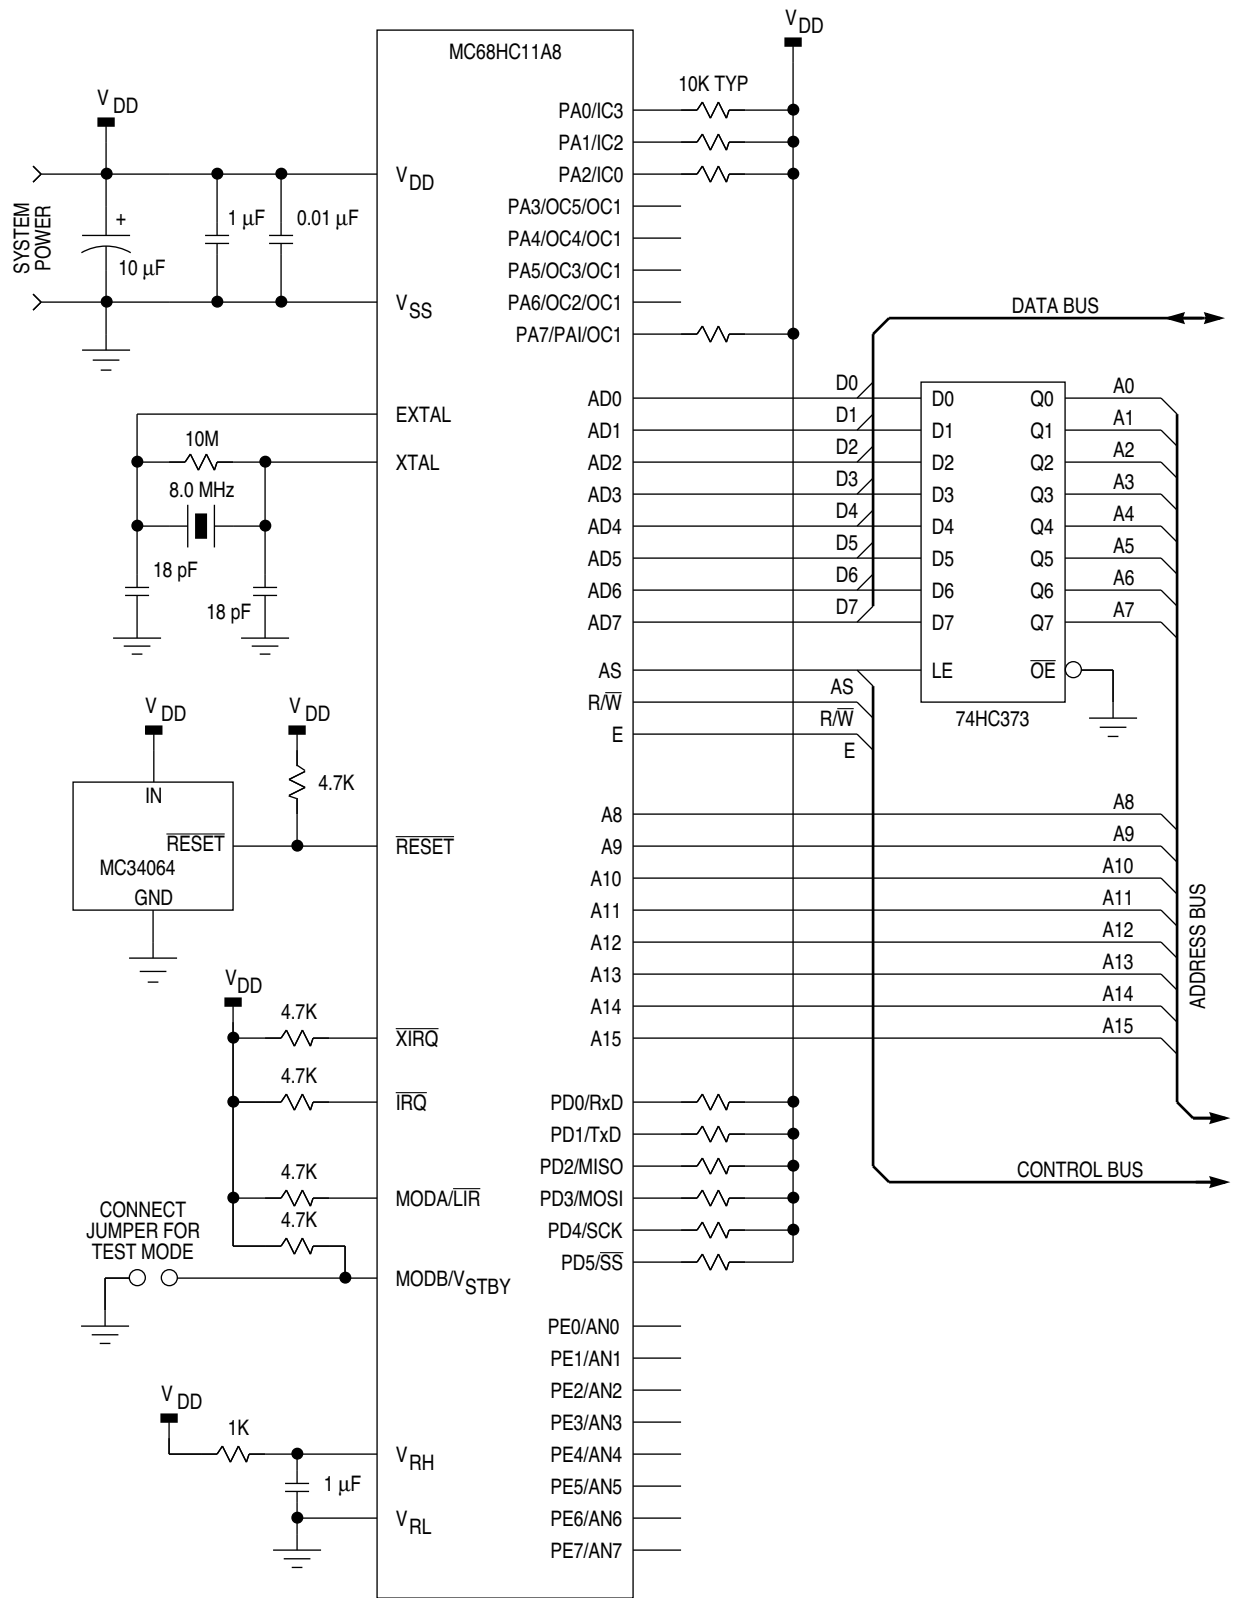 MC68HC11A8
V DD
10K TYP
V DD
SYSTEM
POWER
+
10 µF
1 µF
0.01 µF
V DD
V SS
PA0/IC3
PA1/IC2
PA2/IC0
PA3/OC5/OC1
PA4/OC4/OC1
PA5/OC3/OC1
PA6/OC2/OC1
PA7/PAI/OC1
EXTAL
XTAL
10M
8.0 MHz
18 pF
18 pF
AD0
AD1
AD2
AD3
AD4
AD5
AD6
AD7
AS
R/W̅
E
DATA BUS
D0
D1
D2
D3
D4
D5
D6
D7
AS
R/W̅
E
D0
D1
D2
D3
D4
D5
D6
D7
LE
Q0
Q1
Q2
Q3
Q4
Q5
Q6
Q7
O̅E̅
74HC373
A0
A1
A2
A3
A4
A5
A6
A7
V DD
V DD
4.7K
IN
R̅E̅S̅E̅T̅
MC34064
GND
R̅E̅S̅E̅T̅
A8
A9
A10
A11
A12
A13
A14
A15
A8
A9
A10
A11
A12
A13
A14
A15
ADDRESS BUS
V DD
4.7K
X̅I̅R̅Q̅
4.7K
I̅R̅Q̅
4.7K
MODA/L̅I̅R̅
4.7K
CONNECT
JUMPER FOR
TEST MODE
MODB/V STBY
PD0/RxD
PD1/TxD
PD2/MISO
PD3/MOSI
PD4/SCK
PD5/S̅S̅
CONTROL BUS
PE0/AN0
PE1/AN1
PE2/AN2
PE3/AN3
PE4/AN4
PE5/AN5
PE6/AN6
PE7/AN7
V DD
1K
V RH
1 µF
V RL